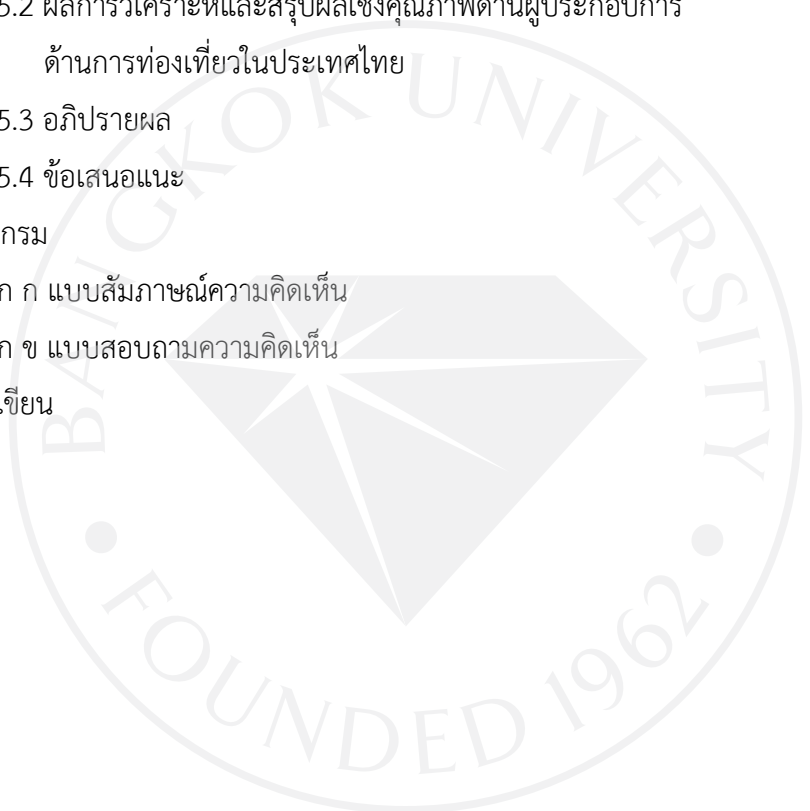 5.2 ผลการวิเคราะห์และสรุปผลเชิงคุณภาพด้านผู้ประกอบการ
ด้านการท่องเที่ยวในประเทศไทย
5.3 อภิปรายผล
5.4 ข้อเสนอแนะ
กรม
ก ก แบบสัมภาษณ์ความคิดเห็น
ก ข แบบสอบถามความคิดเห็น
เขียน
BANGKOK UNIVERSITY
FOUNDED 1962